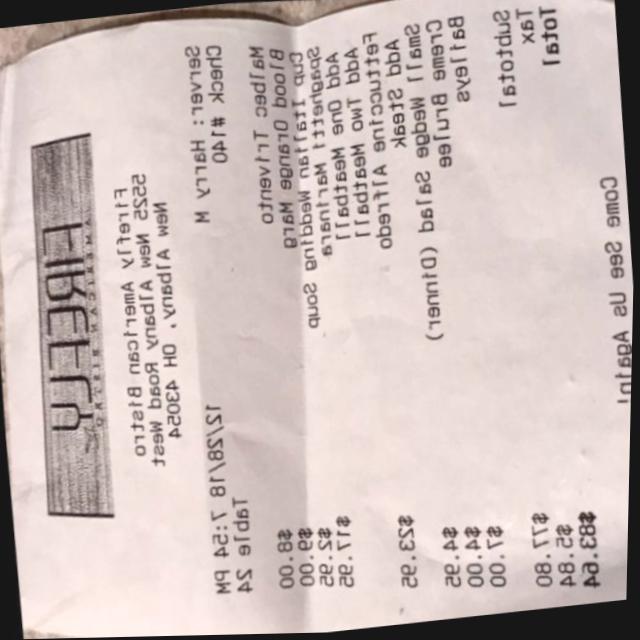 FIREFLY
AMERICAN BISTRO
Firefly American Bistro
5525 New Albany Road West
New Albany, OH 43054
Server: Harry M 12/28/18 7:54 PM
Check #140 Table 24
Malbec Trivento $8.00
Blood Orange Marg $9.00
Cup Italian Wedding Soup $2.95
Spaghetti Marinara $17.95
Add One Meatball
Add Two Meatball
Fettuccine Alfredo $23.95
Add Steak
Small Wedge Salad (Dinner) $4.95
Creme Brulee $4.00
Baileys $7.00
Subtotal $77.80
Tax $5.84
Total $83.64
Come See Us Again!